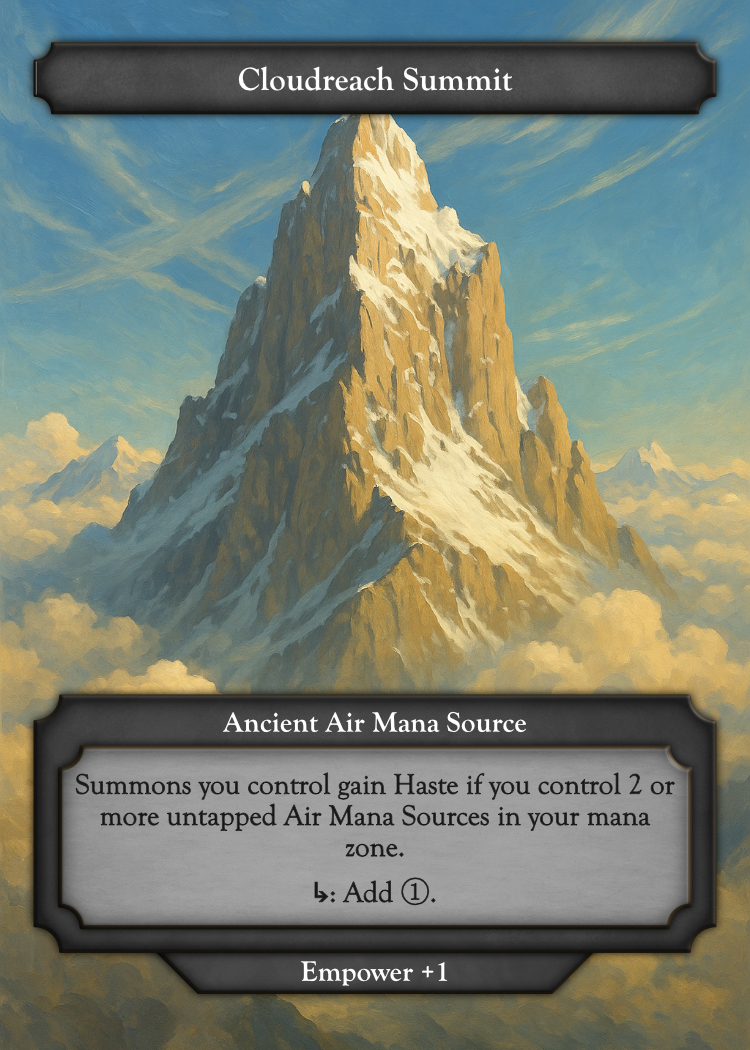 Cloudreach Summit
Ancient Air Mana Source
Summons you control gain Haste if you control 2 or
more untapped Air Mana Sources in your mana
zone.
↳: Add ①.
Empower +1